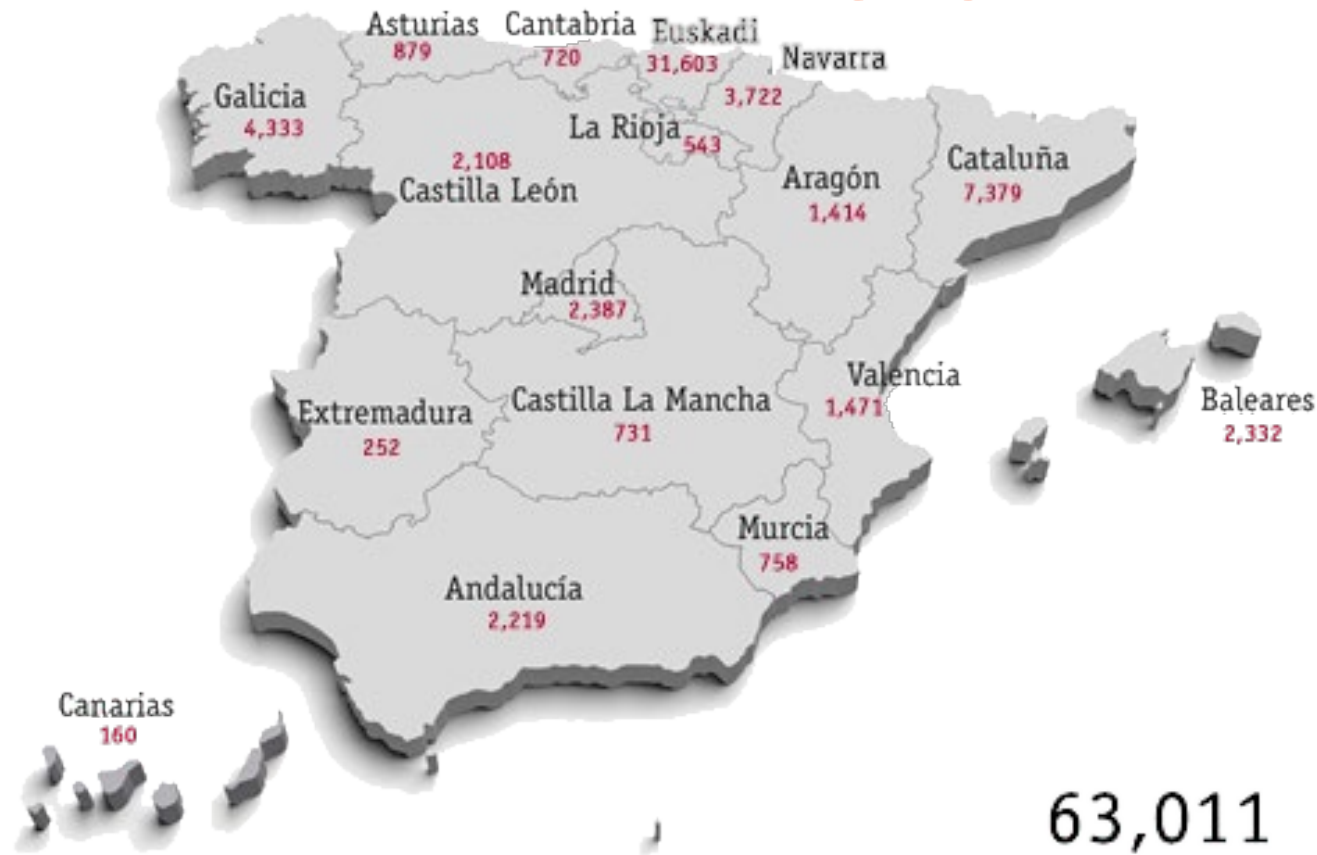 Asturias
879
Cantabria
720
Euskadi
31,603
Navarra
3,722
Galicia
4,333
La Rioja
543
2,108
Castilla León
Aragón
1,414
Cataluña
7,379
Madrid
2,387
Valencia
1,471
Baleares
2,332
Extremadura
252
Castilla La Mancha
731
Murcia
758
Andalucía
2,219
Canarias
160
63,011